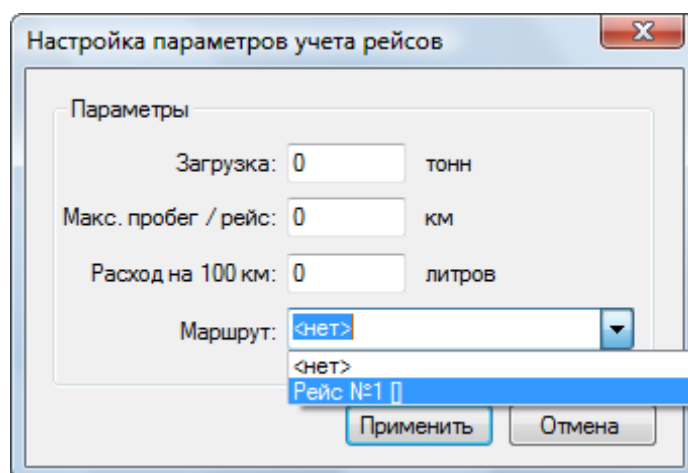 Настройка параметров учета рейсов
Параметры
Загрузка: 0 тонн
Макс. пробег / рейс: 0 км
Расход на 100 км: 0 литров
Маршрут: <нет>
<нет>
Рейс №1 []
Применить Отмена